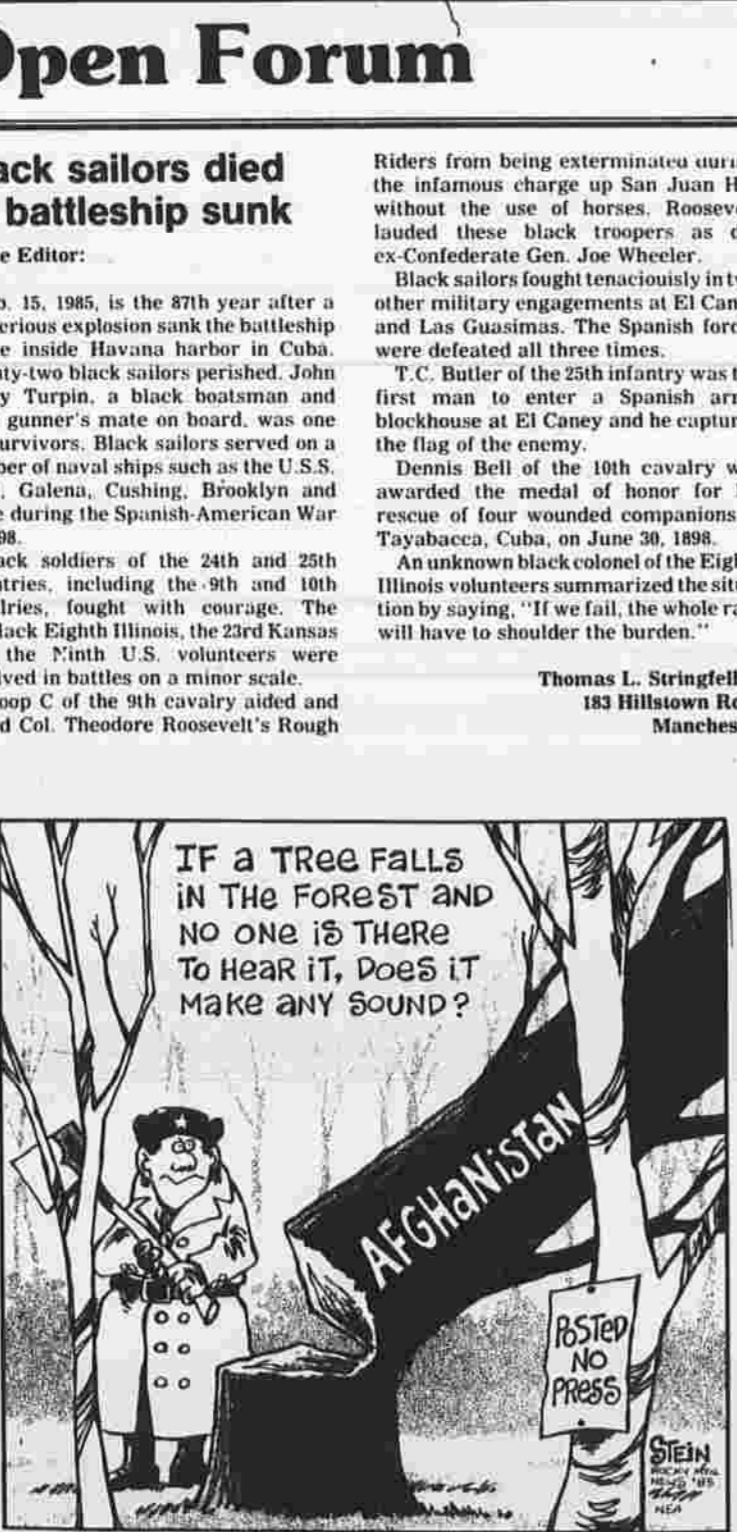 Open Forum
ack sailors died
battleship sunk
e Editor:
b. 15, 1985, is the 87th year after a
erious explosion sank the battleship
e inside Havana harbor in Cuba.
ty-two black sailors perished. John
y Turpin, a black boatsman and
gunner's mate on board, was one
urvivors. Black sailors served on a
ber of naval ships such as the U.S.S.
. Galena, Cushing, Brooklyn and
e during the Spanish-American War
98.
ack soldiers of the 24th and 25th
ntries, including the 9th and 10th
lries, fought with courage. The
lack Eighth Illinois, the 23rd Kansas
the Ninth U.S. volunteers were
ved in battles on a minor scale.
oop C of the 9th cavalry aided and
d Col. Theodore Roosevelt's Rough
Riders from being exterminated duri
the infamous charge up San Juan H
without the use of horses. Roosev
lauded these black troopers as d
ex-Confederate Gen. Joe Wheeler.
Black sailors fought tenaciouisly in tw
other military engagements at El Can
and Las Guasimas. The Spanish forc
were defeated all three times.
T.C. Butler of the 25th infantry was t
first man to enter a Spanish arm
blockhouse at El Caney and he captur
the flag of the enemy.
Dennis Bell of the 10th cavalry w
awarded the medal of honor for h
rescue of four wounded companions
Tayabacca, Cuba, on June 30, 1898.
An unknown black colonel of the Eigh
Illinois volunteers summarized the situ
tion by saying, "If we fail, the whole ra
will have to shoulder the burden."
Thomas L. Stringfell
183 Hillstown Ro
Manches
IF a TRee FaLLS
iN THe FoReST aND
NO ONe iS THeRe
To HeaR iT, DoeS iT
MaKe aNY SOUND?
AFGHaNiSTaN
PoSTeD
NO
PReSS
STEiN
ROCKY MTN.
NEWS '85
NEA